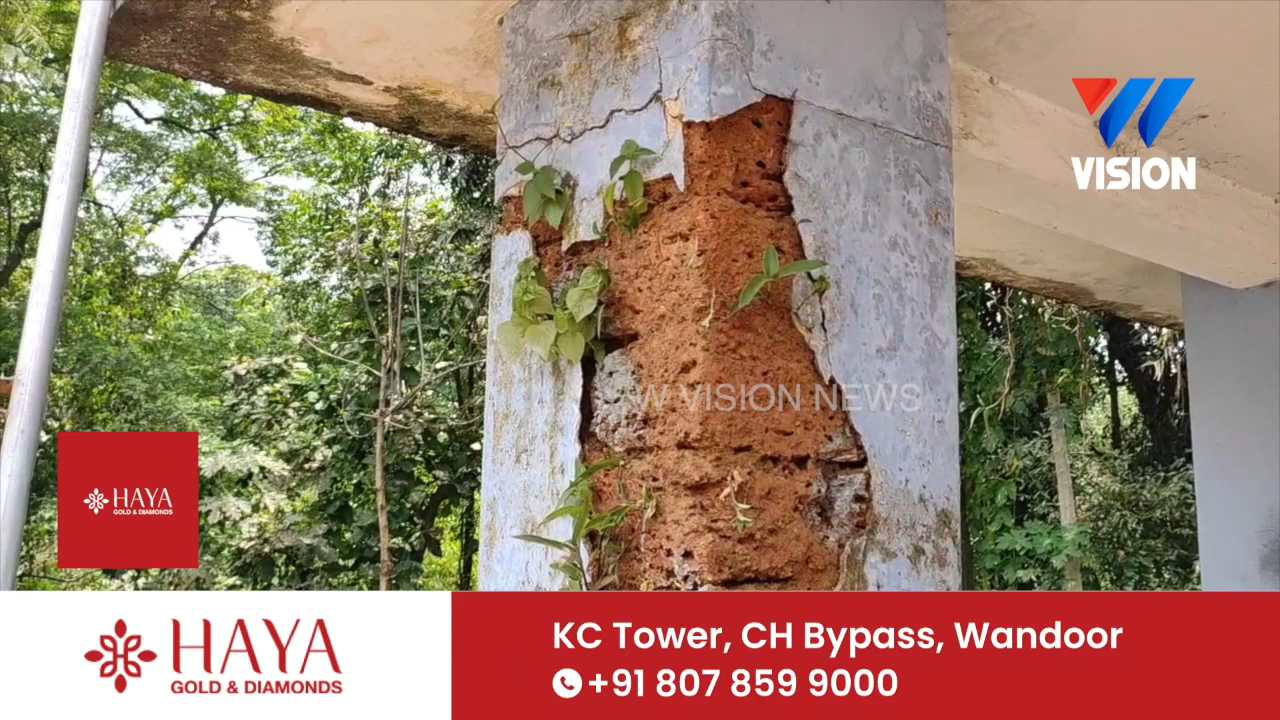 VISION
W VISION NEWS
HAYA
GOLD & DIAMONDS
HAYA
GOLD & DIAMONDS
KC Tower, CH Bypass, Wandoor
+91 807 859 9000